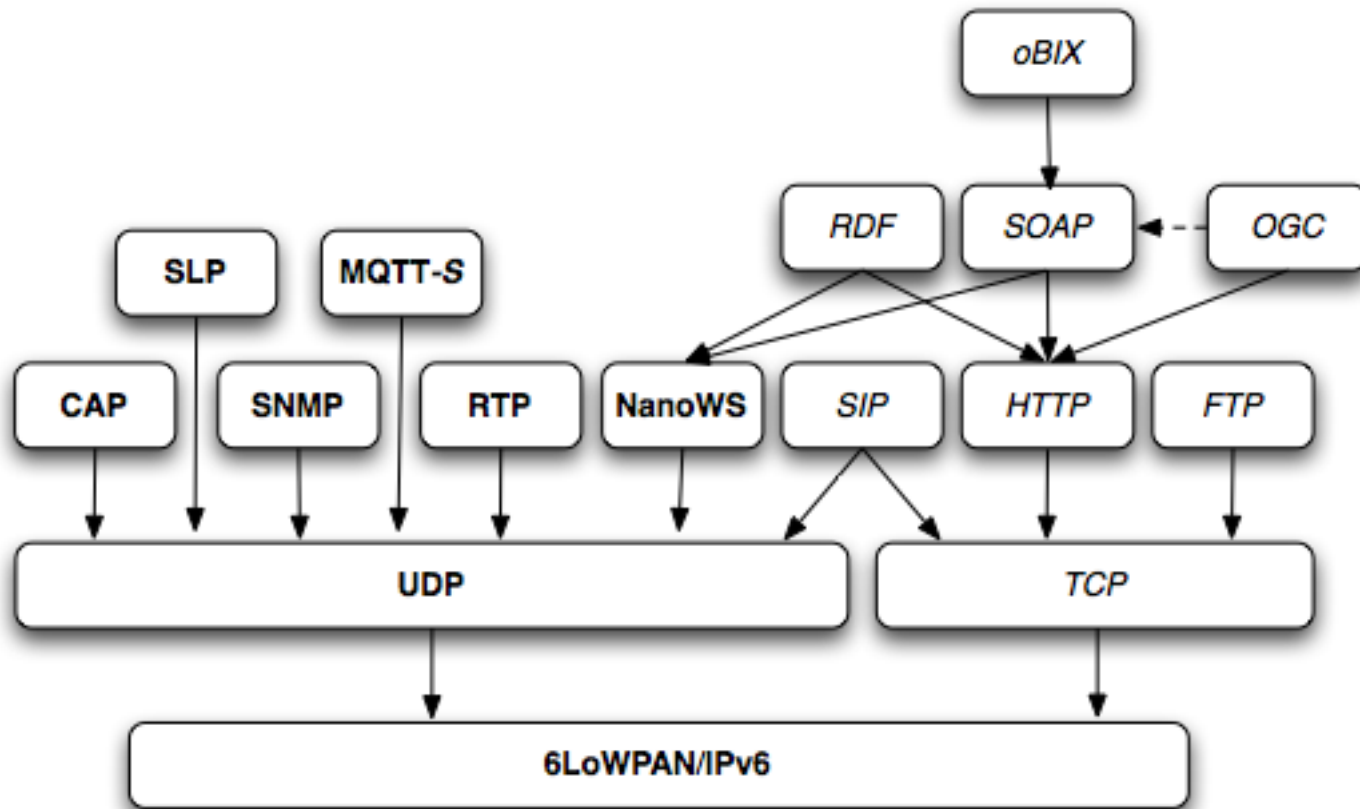 oBIX
RDF
SOAP
OGC
SLP
MQTT-S
CAP
SNMP
RTP
NanoWS
SIP
HTTP
FTP
UDP
TCP
6LoWPAN/IPv6